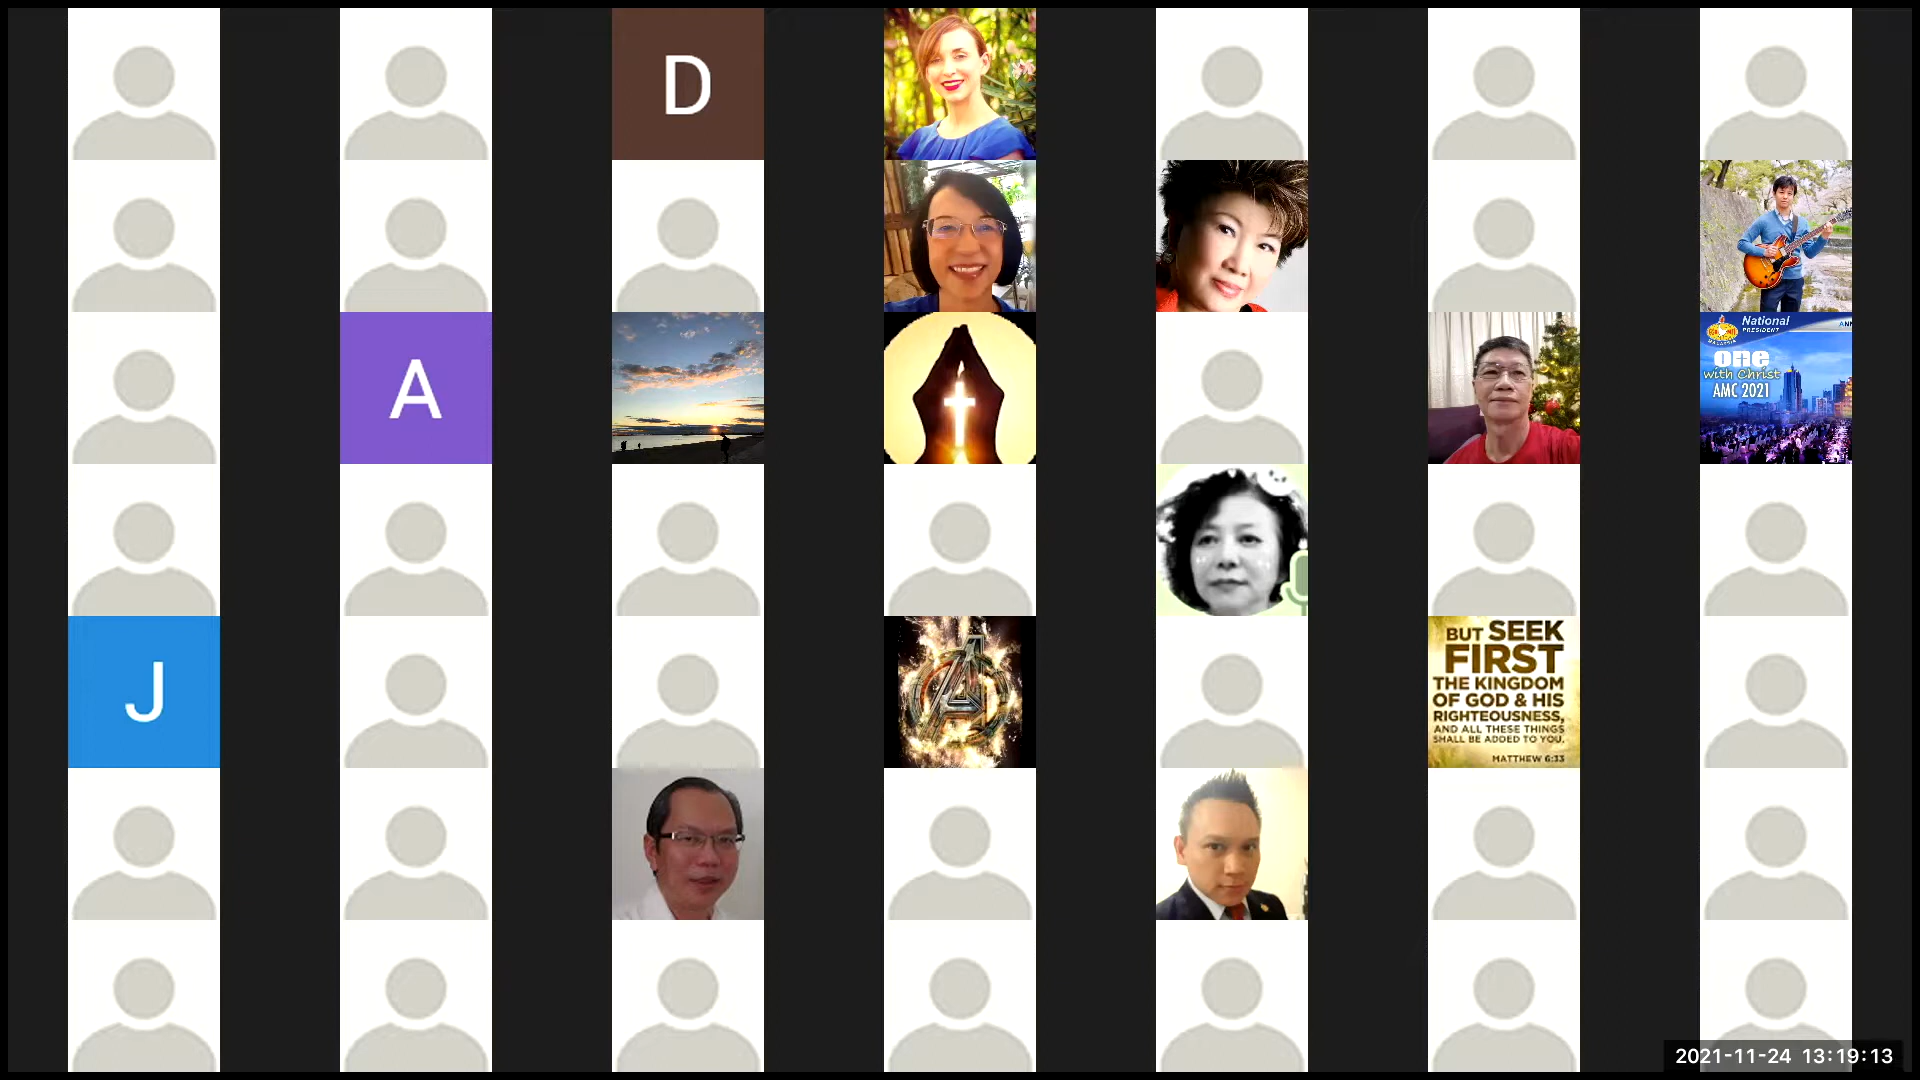 D
National
PRESIDENT
one
with Christ
AMC 2021
A
J
BUT SEEK
FIRST
THE KINGDOM
OF GOD & HIS
RIGHTEOUSNESS,
AND ALL THESE THINGS
SHALL BE ADDED TO YOU.
MATTHEW 6:33
2021-11-24 13:19:13